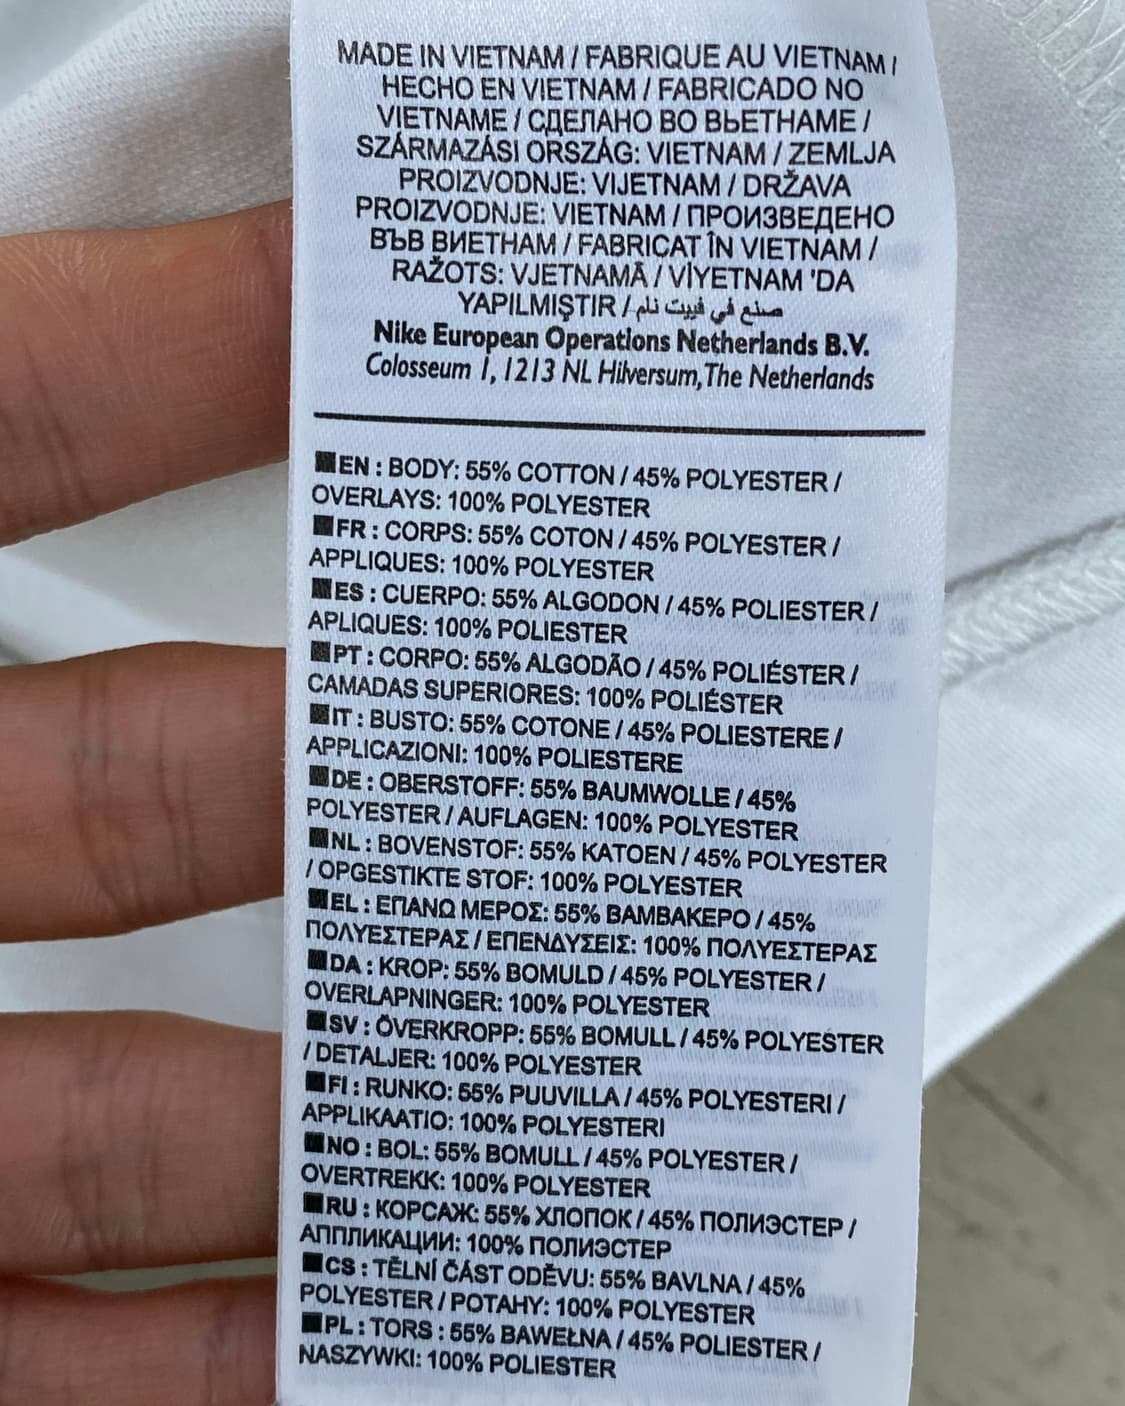 MADE IN VIETNAM / FABRIQUE AU VIETNAM /
HECHO EN VIETNAM / FABRICADO NO
VIETNAME / СДЕЛАНО ВО ВЬЕТНАМЕ /
SZÁRMAZÁSI ORSZÁG: VIETNAM / ZEMLJA
PROIZVODNJE: VIJETNAM / DRŽAVA
PROIZVODNJE: VIETNAM / ПРОИЗВЕДЕНО
ВЪВ ВИЕТНАМ / FABRICAT ÎN VIETNAM /
RAŽOTS: VJETNAMĀ / VİYETNAM 'DA
YAPILMIŞTIR / صنع في فييت نام
Nike European Operations Netherlands B.V.
Colosseum 1, 1213 NL Hilversum, The Netherlands
■EN : BODY: 55% COTTON / 45% POLYESTER /
OVERLAYS: 100% POLYESTER
■FR : CORPS: 55% COTON / 45% POLYESTER /
APPLIQUES: 100% POLYESTER
■ES : CUERPO: 55% ALGODON / 45% POLIESTER /
APLIQUES: 100% POLIESTER
■PT : CORPO: 55% ALGODÃO / 45% POLIÉSTER /
CAMADAS SUPERIORES: 100% POLIÉSTER
■IT : BUSTO: 55% COTONE / 45% POLIESTERE /
APPLICAZIONI: 100% POLIESTERE
■DE : OBERSTOFF: 55% BAUMWOLLE / 45%
POLYESTER / AUFLAGEN: 100% POLYESTER
■NL : BOVENSTOF: 55% KATOEN / 45% POLYESTER
/ OPGESTIKTE STOF: 100% POLYESTER
■EL : ΕΠΑΝΩ ΜΕΡΟΣ: 55% ΒΑΜΒΑΚΕΡΟ / 45%
ΠΟΛΥΕΣΤΕΡΑΣ / ΕΠΕΝΔΥΣΕΙΣ: 100% ΠΟΛΥΕΣΤΕΡΑΣ
■DA : KROP: 55% BOMULD / 45% POLYESTER /
OVERLAPNINGER: 100% POLYESTER
■SV : ÖVERKROPP: 55% BOMULL / 45% POLYESTER
/ DETALJER: 100% POLYESTER
■FI : RUNKO: 55% PUUVILLA / 45% POLYESTERI /
APPLIKAATIO: 100% POLYESTERI
■NO : BOL: 55% BOMULL / 45% POLYESTER /
OVERTREKK: 100% POLYESTER
■RU : КОРСАЖ: 55% ХЛОПОК / 45% ПОЛИЭСТЕР /
АППЛИКАЦИИ: 100% ПОЛИЭСТЕР
■CS : TĚLNÍ ČÁST ODĚVU: 55% BAVLNA / 45%
POLYESTER / POTAHY: 100% POLYESTER
■PL : TORS : 55% BAWEŁNA / 45% POLIESTER /
NASZYWKI: 100% POLIESTER